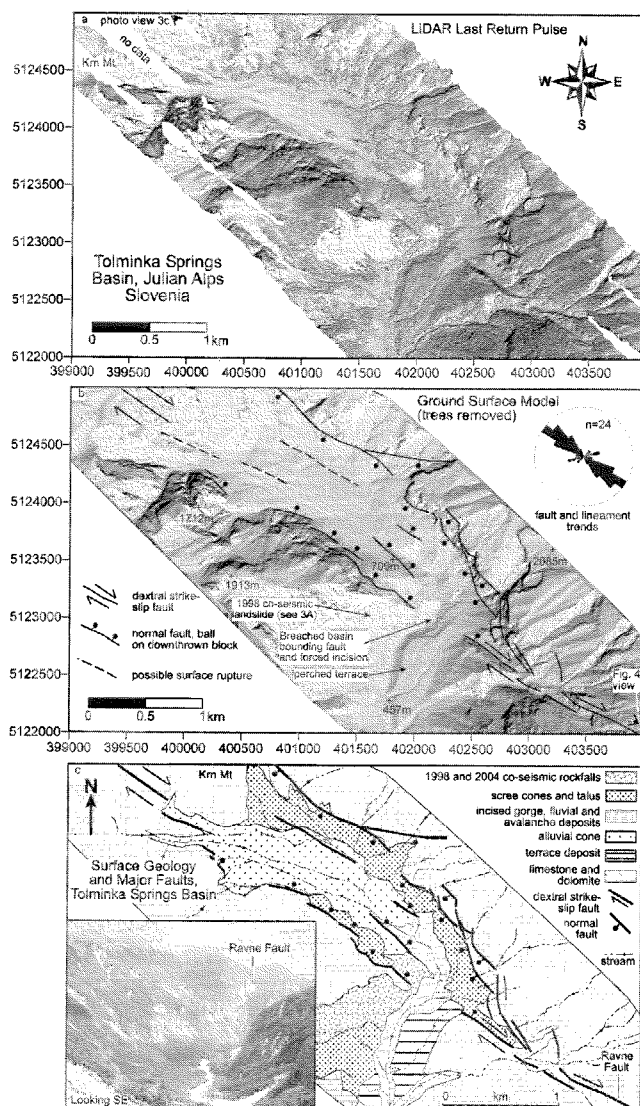 a photo view 3c
LiDAR Last Return Pulse
no data
Km Mt
N
W E
S
5124500
5124000
5123500
5123000
5122500
5122000
Tolminka Springs
Basin, Julian Alps
Slovenia
0 0.5 1
km
399000 399500 400000 400500 401000 401500 402000 402500 403000 403500
b
Ground Surface Model
(trees removed)
n=24
fault and lineament
trends
5124500
5124000
5123500
5123000
5122500
5122000
1712m
709m
2085m
1913m
dextral strike-
slip fault
normal fault, ball
on downthrown block
possible surface rupture
1998 co-seismic
landslide (see 3A)
Breached basin
bounding fault
and forced incision
perched terrace
Fig. 4
view
0 0.5 1
km
399000 399500 400000 400500 401000 401500 402000 402500 403000 403500
c
N
Km Mt
Surface Geology
and Major Faults,
Tolminka Springs Basin
1998 and 2004 co-seismic rockfalls
scree cones and talus
incised gorge, fluvial and
avalanche deposits
alluvial cone
terrace deposit
limestone and
dolomite
dextral strike-
slip fault
normal
fault
stream
Ravne Fault
Looking SE
Ravne
Fault
0 km 1